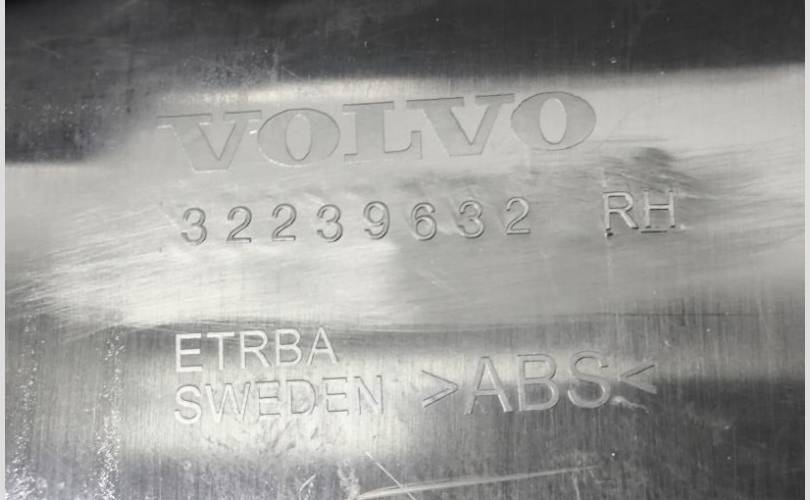 VOLVO
32239632 RH
ETRBA
SWEDEN >ABS<